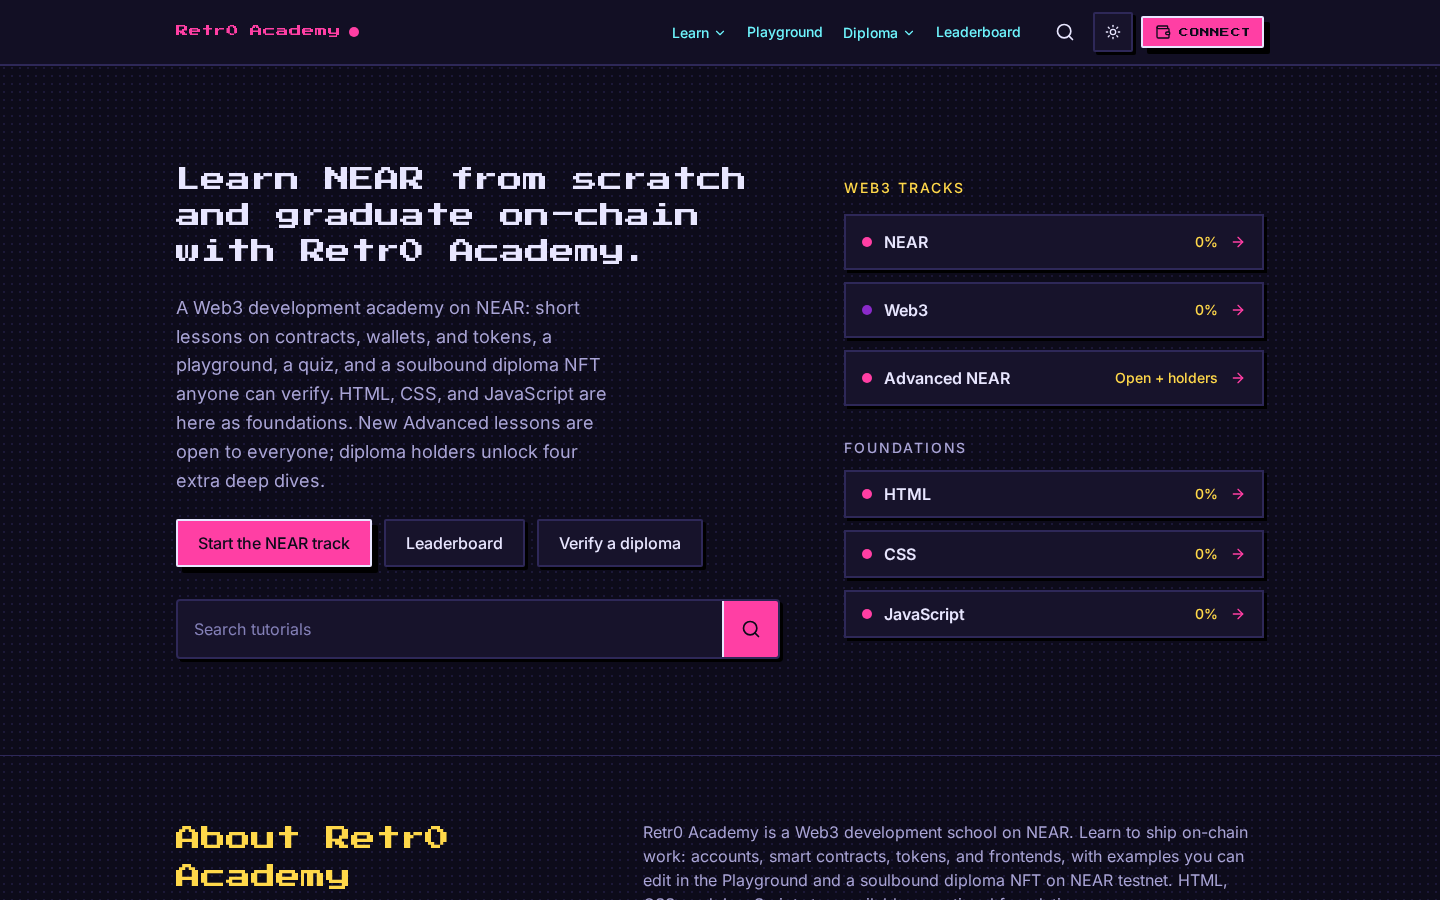 Retr0 Academy
Learn
Playground
Diploma
Leaderboard
CONNECT
Learn NEAR from scratch
and graduate on-chain
with Retr0 Academy.
A Web3 development academy on NEAR: short
lessons on contracts, wallets, and tokens, a
playground, a quiz, and a soulbound diploma NFT
anyone can verify. HTML, CSS, and JavaScript are
here as foundations. New Advanced lessons are
open to everyone; diploma holders unlock four
extra deep dives.
Start the NEAR track
Leaderboard
Verify a diploma
Search tutorials
WEB3 TRACKS
NEAR 0%
Web3 0%
Advanced NEAR Open + holders
FOUNDATIONS
HTML 0%
CSS 0%
JavaScript 0%
About Retr0
Academy
Retr0 Academy is a Web3 development school on NEAR. Learn to ship on-chain
work: accounts, smart contracts, tokens, and frontends, with examples you can
edit in the Playground and a soulbound diploma NFT on NEAR testnet. HTML,